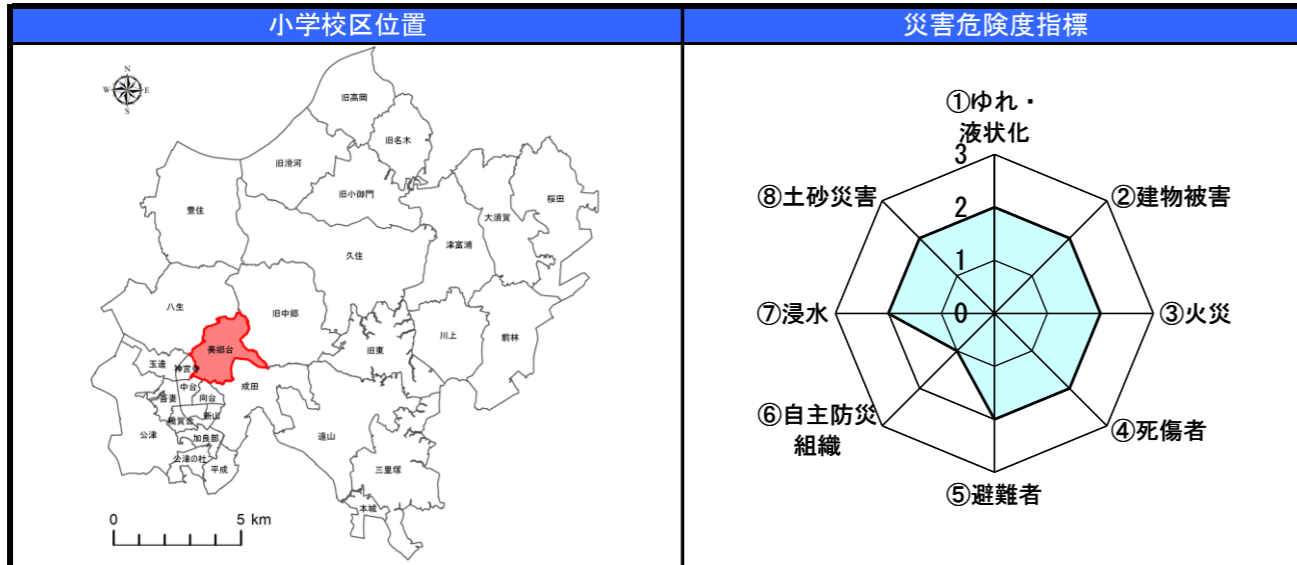 小学校区位置
災害危険度指標
N
W
E
S
旧高岡
旧名木
旧滑河
旧小御門
桜田
大須賀
豊住
津富浦
久住
八生
旧中郷
川上
前林
旧東
美郷台
玉造
神宮寺
成田
中台
吾妻
向台
新山
橋賀台
公津
加良部
遠山
公津の杜
平成
三里塚
本城
0
5 km
①ゆれ・
液状化
3
⑧土砂災害
②建物被害
2
1
⑦浸水
0
③火災
⑥自主防災
組織
④死傷者
⑤避難者